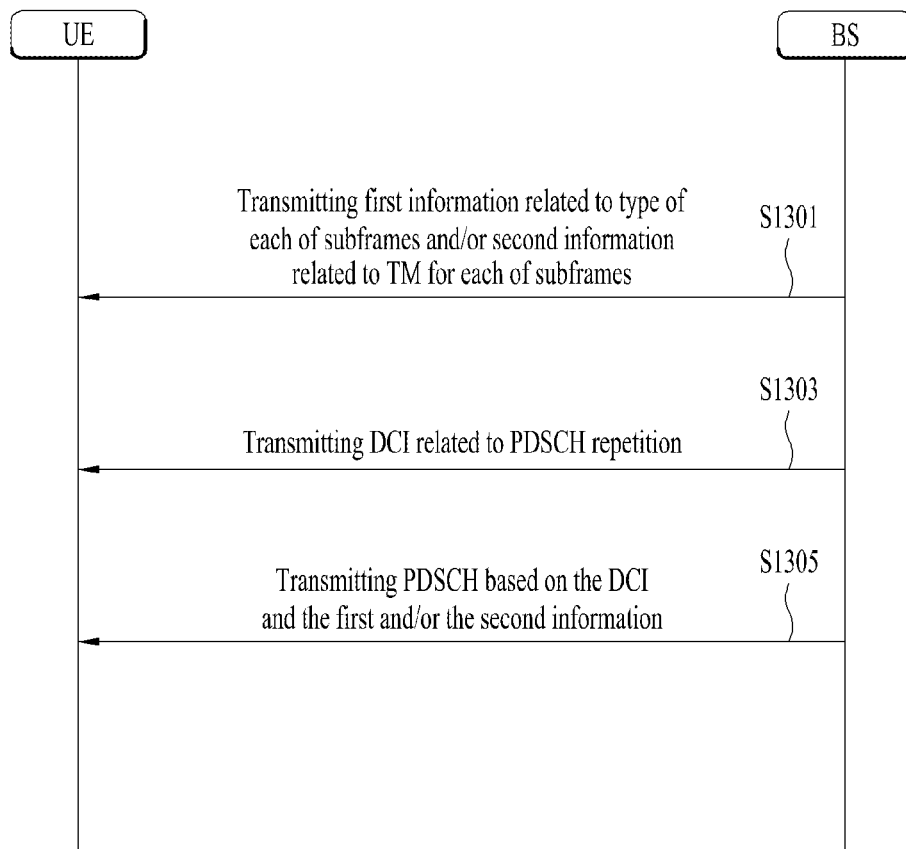 UE
BS
Transmitting first information related to type of
each of subframes and/or second information
related to TM for each of subframes
S1301
S1303
Transmitting DCI related to PDSCH repetition
S1305
Transmitting PDSCH based on the DCI
and the first and/or the second information